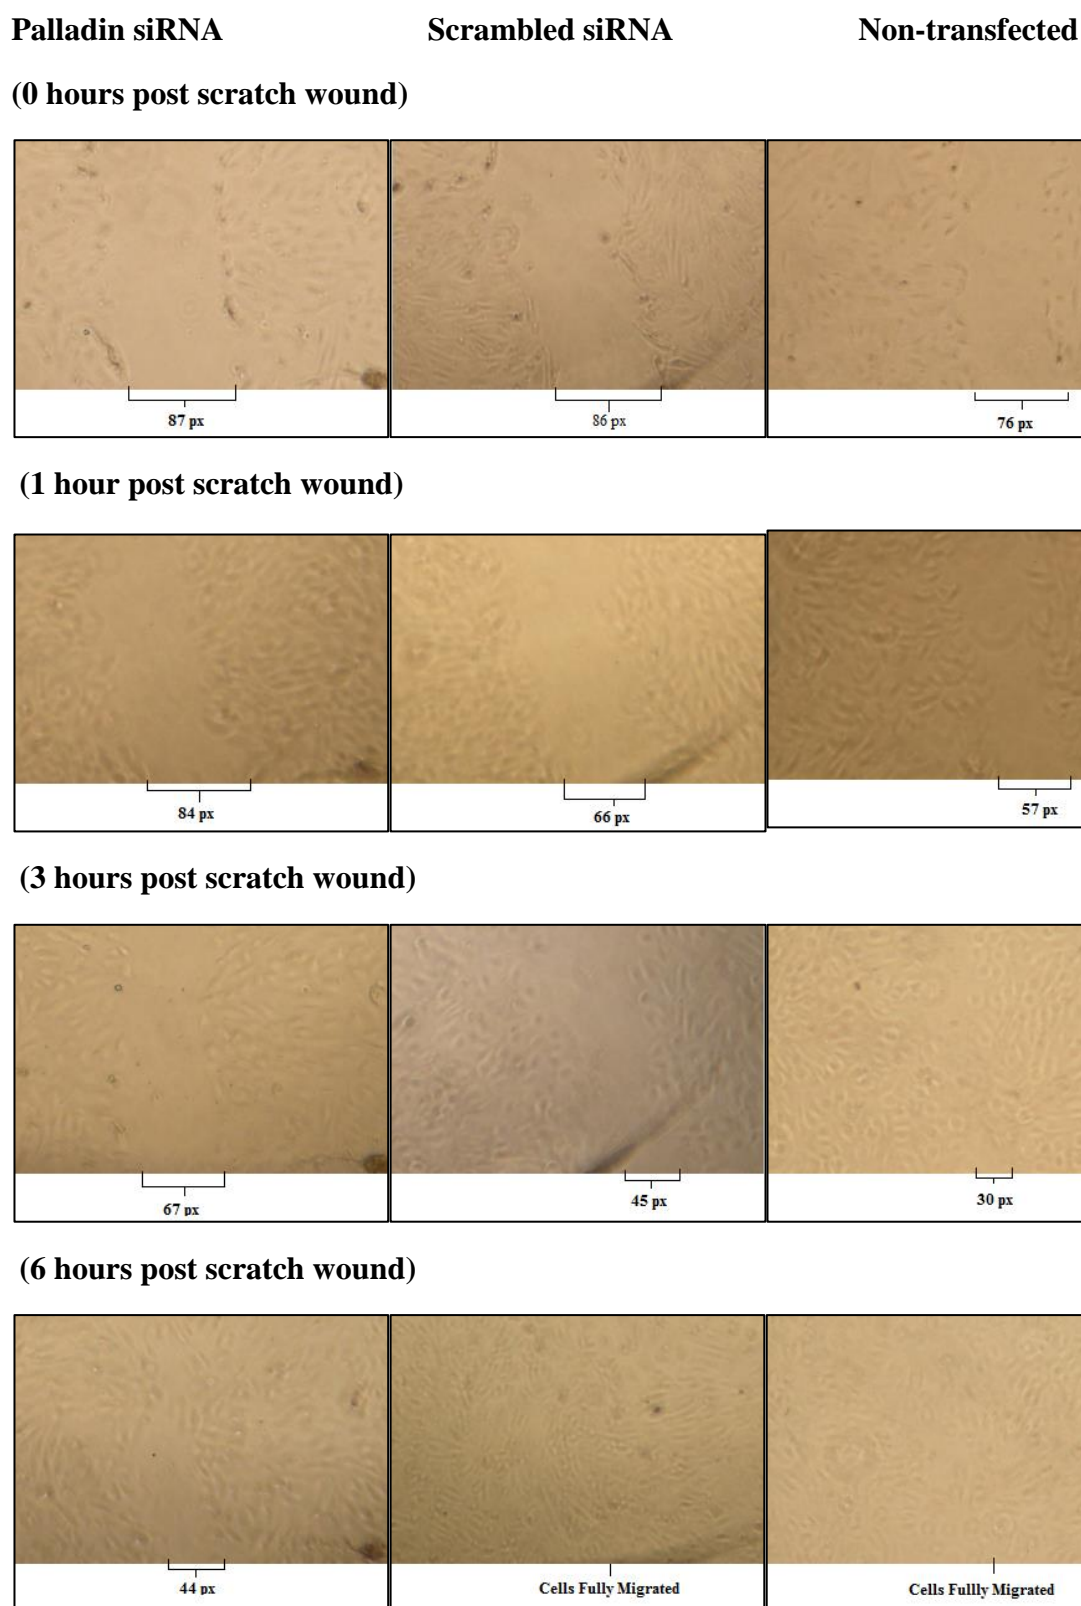 Palladin siRNA Scrambled siRNA Non-transfected
(0 hours post scratch wound)
87 px 86 px 76 px
(1 hour post scratch wound)
84 px 66 px 57 px
(3 hours post scratch wound)
67 px 45 px 30 px
(6 hours post scratch wound)
44 px Cells Fully Migrated Cells Fullly Migrated